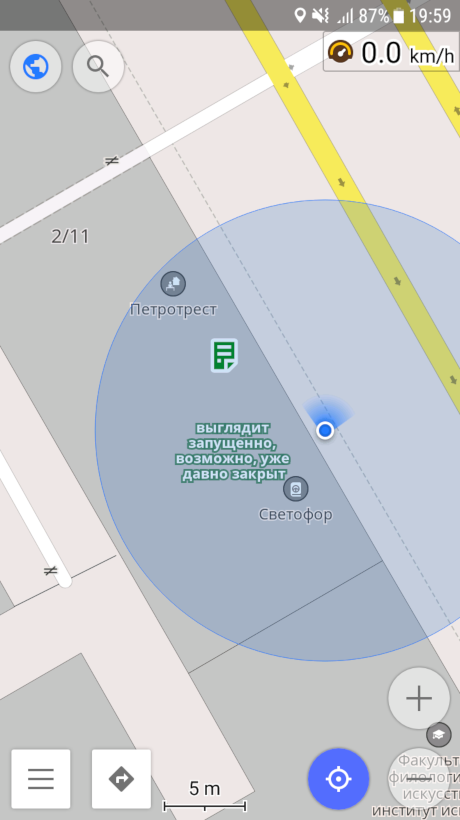 87% 19:59
0.0 km/h
2/11
Петротрест
выглядит
запущенно,
возможно, уже
давно закрыт
Светофор
Факульт
искусст
институт ис
5 m